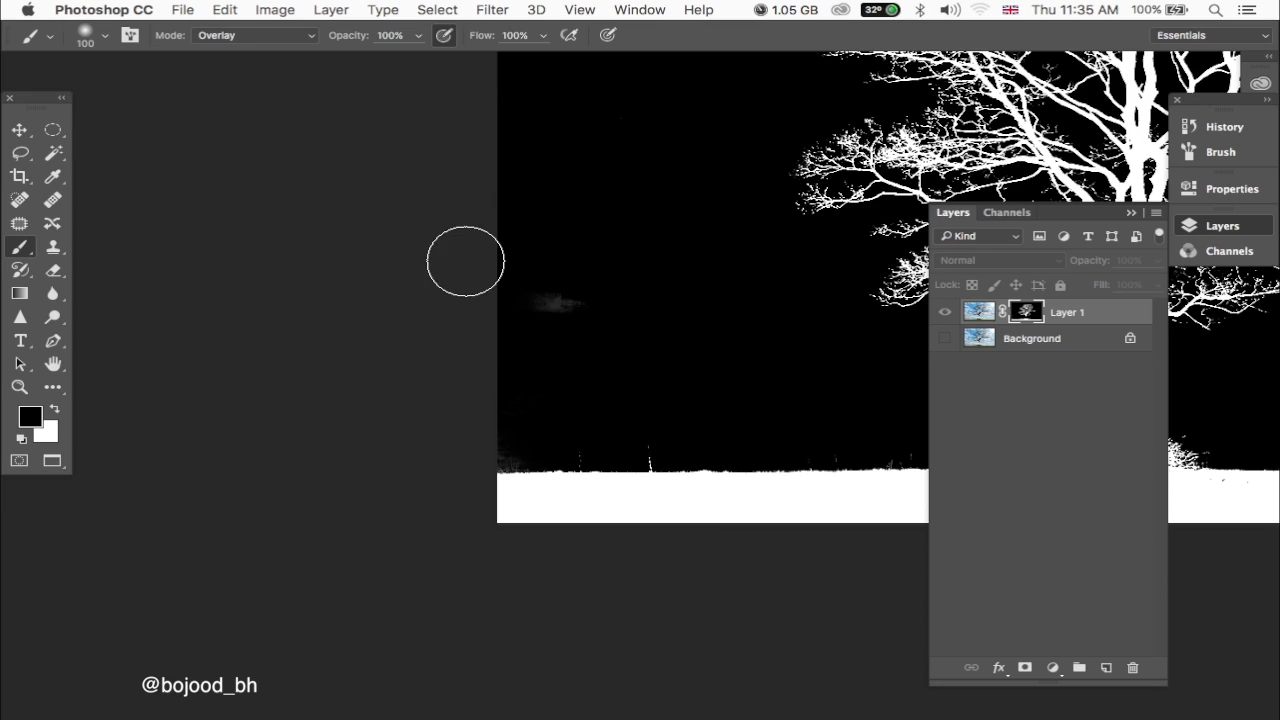 Photoshop CC File Edit Image Layer Type Select Filter 3D View Window Help 1.05 GB 32° Thu 11:35 AM 100%
100 Mode: Overlay Opacity: 100% Flow: 100% Essentials
History
Brush
Properties
Layers
Channels
Layers Channels
Kind
Normal Opacity: 100%
Lock: Fill: 100%
Layer 1
Background
fx
@bojood_bh